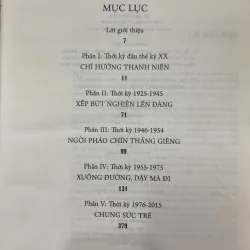 MỤC LỤC
Lời giới thiệu
7
Phần I: Thời kỳ đầu thế kỷ XX
CHÍ HƯỚNG THANH NIÊN
11
Phần II: Thời kỳ 1925-1945
XẾP BÚT NGHIÊN LÊN ĐÀNG
71
Phần III: Thời kỳ 1946-1954
NGÒI PHÁO CHÍN THÁNG GIÊNG
99
Phần IV: Thời kỳ 1955-1975
XUỐNG ĐƯỜNG, DẬY MÀ ĐI
131
Phần V: Thời kỳ 1976-2015
CHUNG SỨC TRẺ
379